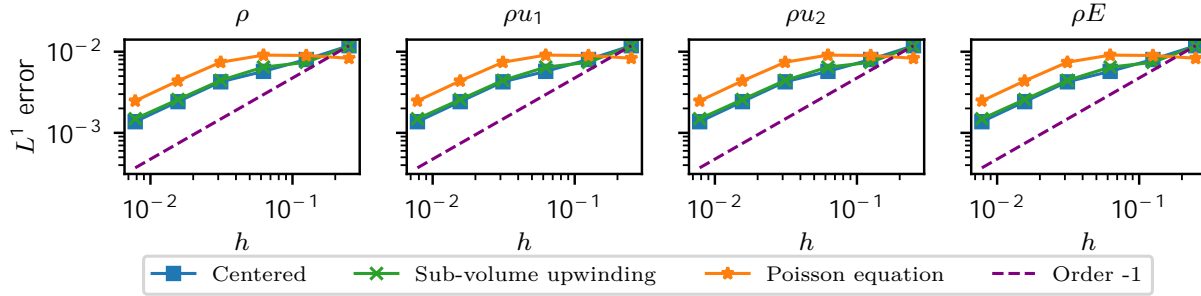 ρ ρu₁ ρu₂ ρE
L¹ error
10⁻²
10⁻³
10⁻² 10⁻¹ 10⁻² 10⁻¹ 10⁻² 10⁻¹ 10⁻² 10⁻¹
h h h h
Centered Sub-volume upwinding Poisson equation Order -1